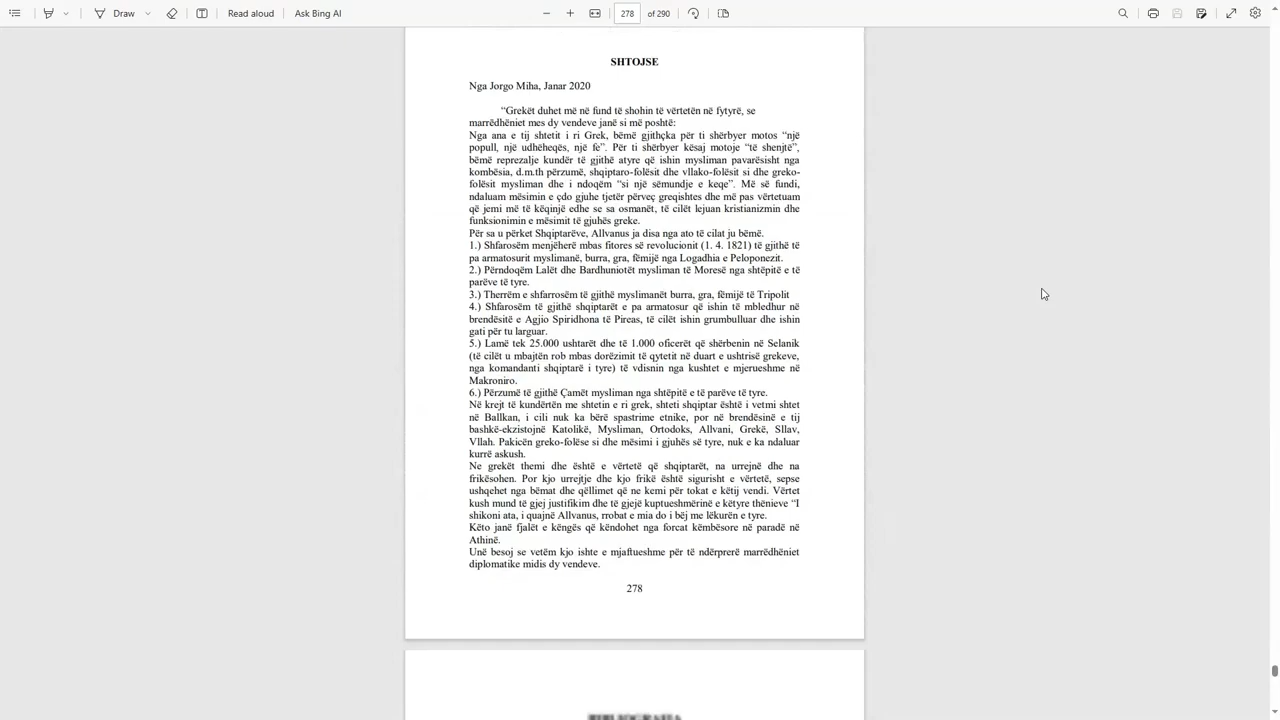 Draw
Read aloud
Ask Bing AI
278
of 290
SHTOJSE
Nga Jorgo Miha, Janar 2020
“Grekët duhet më në fund të shohin të vërtetën në fytyrë, se
marrëdhëniet mes dy vendeve janë si më poshtë:
Nga ana e tij shtetit i ri Grek, bëmë gjithçka për ti shërbyer motos “një
popull, një udhëheqës, një fe”. Për ti shërbyer kësaj motoje “të shenjtë”,
bëmë reprezalje kundër të gjithë atyre që ishin mysliman pavarësisht nga
kombësia, d.m.th përzumë, shqiptaro-folësit dhe vllako-folësit si dhe greko-
folësit mysliman dhe i ndoqëm “si një sëmundje e keqe”. Më së fundi,
ndaluam mësimin e çdo gjuhe tjetër përveç greqishtes dhe më pas vërtetuam
që jemi më të këqinjë edhe se sa osmanët, të cilët lejuan kristianizmin dhe
funksionimin e mësimit të gjuhës greke.
Për sa u përket Shqiptarëve, Allvanus ja disa nga ato të cilat ju bëmë.
1.) Shfarosëm menjëherë mbas fitores së revolucionit (1. 4. 1821) të gjithë të
pa armatosurit myslimanë, burra, gra, fëmijë nga Logadhia e Peloponezit.
2.) Përndoqëm Lalët dhe Bardhuniotët mysliman të Moresë nga shtëpitë e të
parëve të tyre.
3.) Therrëm e shfarrosëm të gjithë myslimanët burra, gra, fëmijë të Tripolit
4.) Shfarosëm të gjithë shqiptarët e pa armatosur që ishin të mbledhur në
brendësitë e Agjio Spiridhona të Pireas, të cilët ishin grumbulluar dhe ishin
gati për tu larguar.
5.) Lamë tek 25.000 ushtarët dhe të 1.000 oficerët që shërbenin në Selanik
(të cilët u mbajtën rob mbas dorëzimit të qytetit në duart e ushtrisë grekeve,
nga komandanti shqiptarë i tyre) të vdisnin nga kushtet e mjerueshme në
Makroniro.
6.) Përzumë të gjithë Çamët mysliman nga shtëpitë e të parëve të tyre.
Në krejt të kundërtën me shtetin e ri grek, shteti shqiptar është i vetmi shtet
në Ballkan, i cili nuk ka bërë spastrime etnike, por në brendësinë e tij
bashkë-ekzistojnë Katolikë, Mysliman, Ortodoks, Allvani, Grekë, Sllav,
Vllah. Pakicën greko-folëse si dhe mësimi i gjuhës së tyre, nuk e ka ndaluar
kurrë askush.
Ne grekët themi dhe është e vërtetë që shqiptarët, na urrejnë dhe na
frikësohen. Por kjo urrejtje dhe kjo frikë është sigurisht e vërtetë, sepse
ushqehet nga bëmat dhe qëllimet që ne kemi për tokat e këtij vendi. Vërtet
kush mund të gjej justifikim dhe të gjejë kuptueshmërinë e këtyre thënieve “I
shikoni ata, i quajnë Allvanus, rrobat e mia do i bëj me lëkurën e tyre.
Këto janë fjalët e këngës që këndohet nga forcat këmbësore në paradë në
Athinë.
Unë besoj se vetëm kjo ishte e mjaftueshme për të ndërprerë marrëdhëniet
diplomatike midis dy vendeve.
278
BIBLIOGRAFIA